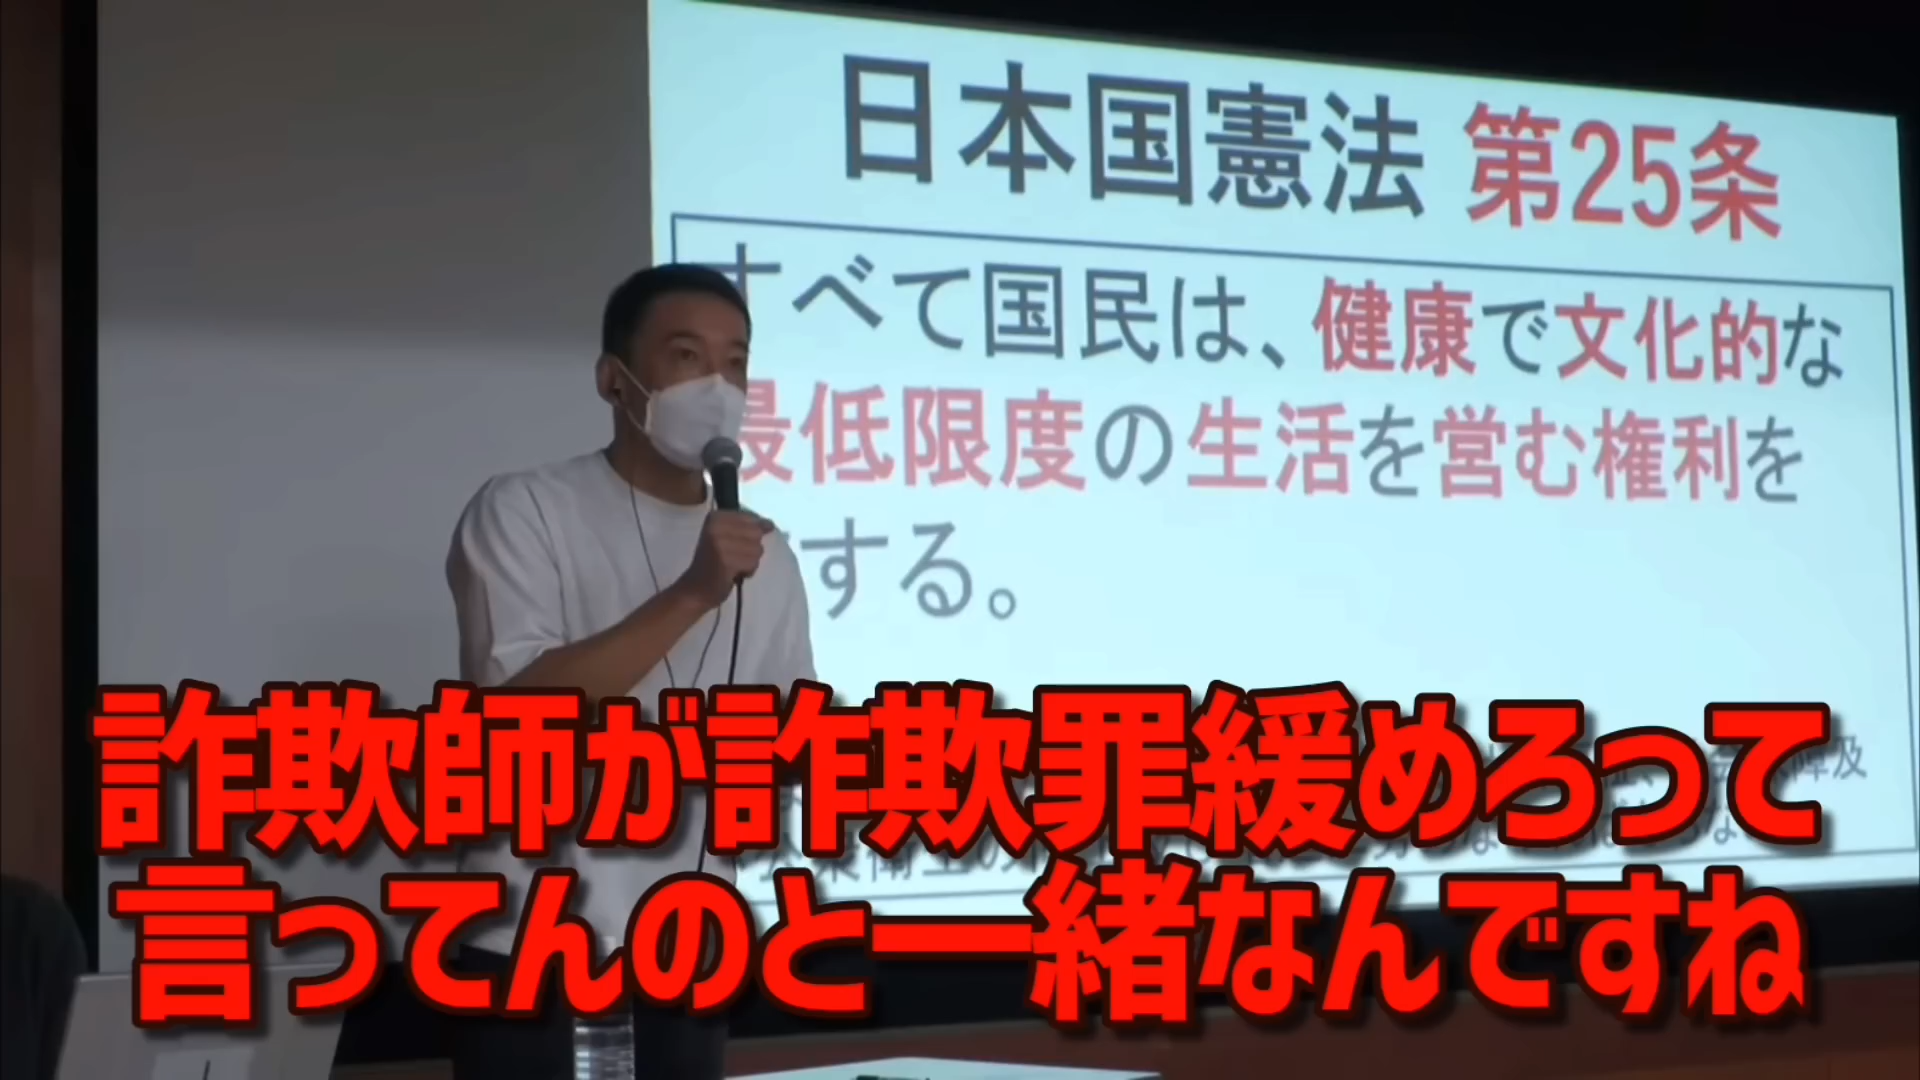 日本国憲法 第25条
すべて国民は、健康で文化的な
最低限度の生活を営む権利を
する。
詐欺師が詐欺罪緩めろって
言ってんのと一緒なんですね